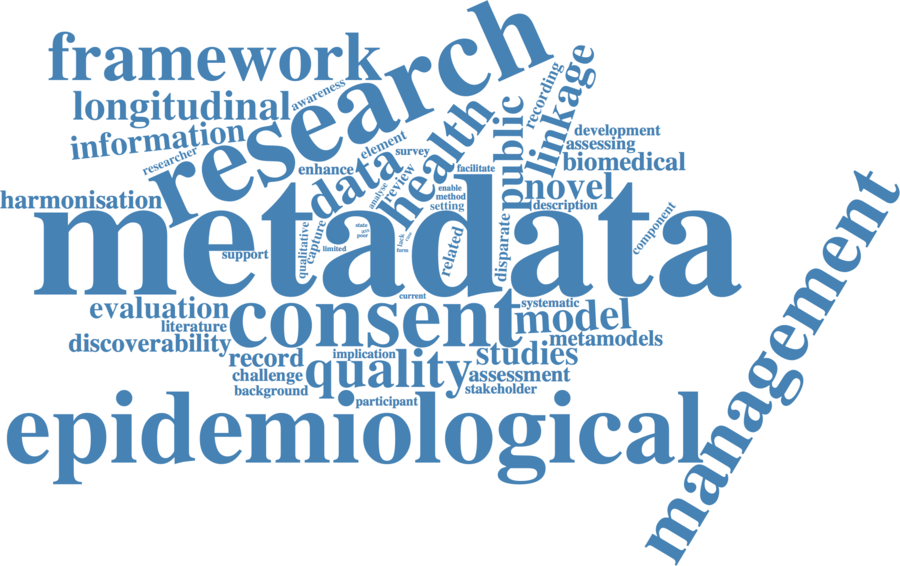 framework
research
longitudinal
awareness
information
researcher
harmonisation
enhance
element
survey
data
analyse
review
health
facilitate
public
linkage
recording
development
assessing
biomedical
novel
description
enable
method
setting
metadata
qualitative
capture
state
poor
limited
lack
form
related
disparate
component
support
management
current
evaluation
literature
discoverability
consent
systematic
model
metamodels
record
implication
studies
challenge
quality
assessment
background
stakeholder
participant
epidemiological